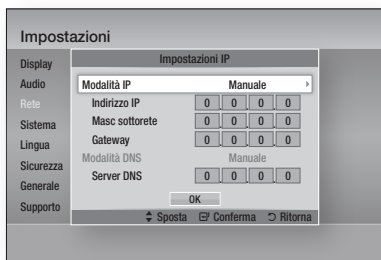 Impostazioni
Display
Audio
Rete
Sistema
Lingua
Sicurezza
Generale
Supporto
Impostazioni IP
Modalità IP Manuale
Indirizzo IP 0 . 0 . 0 . 0
Masc sottorete 0 . 0 . 0 . 0
Gateway 0 . 0 . 0 . 0
Modalità DNS Manuale
Server DNS 0 . 0 . 0 . 0
OK
Sposta Conferma Ritorna